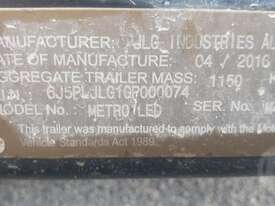 MANUFACTURER: JLG INDUSTRIES AU
DATE OF MANUFACTURE: 04 / 2016
AGGREGATE TRAILER MASS: 1150
6J5PLJLG1GP000074
MODEL No: METRO LED SER. No.
This trailer was manufactured to comply with the Motor
Vehicle Standards Act 1989.